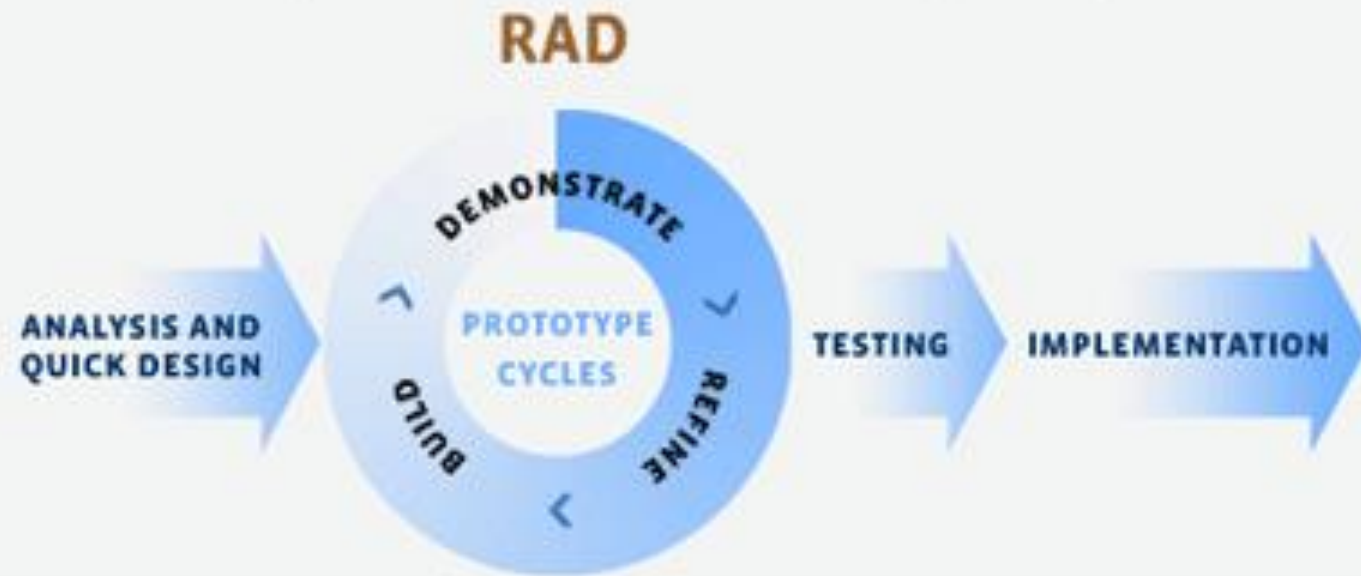 RAD
ANALYSIS AND
QUICK DESIGN
DEMONSTRATE
REFINE
BUILD
PROTOTYPE
CYCLES
TESTING
IMPLEMENTATION